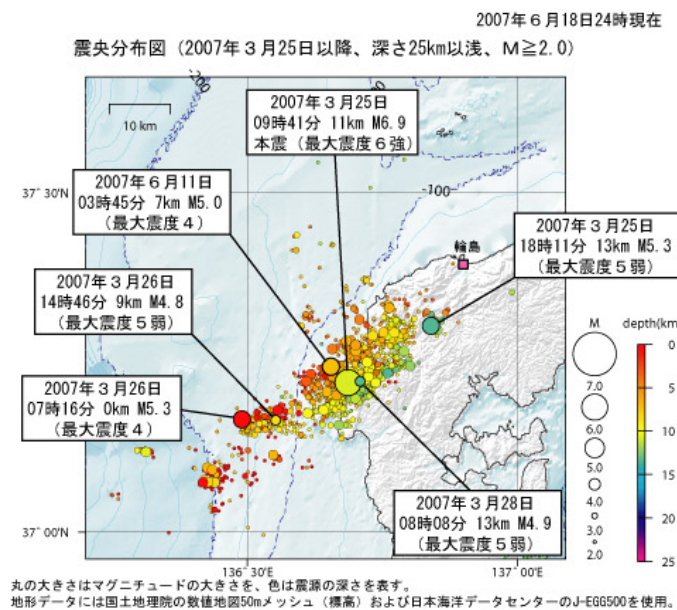 2007年6月18日24時現在
震央分布図（2007年3月25日以降、深さ25km以浅、M≧2.0）
-200
10 km
2007年3月25日
09時41分 11km M6.9
本震（最大震度6強）
-100
37°30'
2007年6月11日
03時45分 7km M5.0
（最大震度4）
2007年3月25日
18時11分 13km M5.3
（最大震度5弱）
輪島
2007年3月26日
14時46分 9km M4.8
（最大震度5弱）
M
7.0
6.0
5.0
4.0
3.0
2.0
depth(km)
0
5
10
15
20
25
2007年3月26日
07時16分 0km M5.3
（最大震度4）
2007年3月28日
08時08分 13km M4.9
（最大震度5弱）
37°00'
136°30'
137°00'
丸の大きさはマグニチュードの大きさを、色は震源の深さを表す。
地形データには国土地理院の数値地図50mメッシュ（標高）および日本海洋データセンターのJ-EGG500を使用。